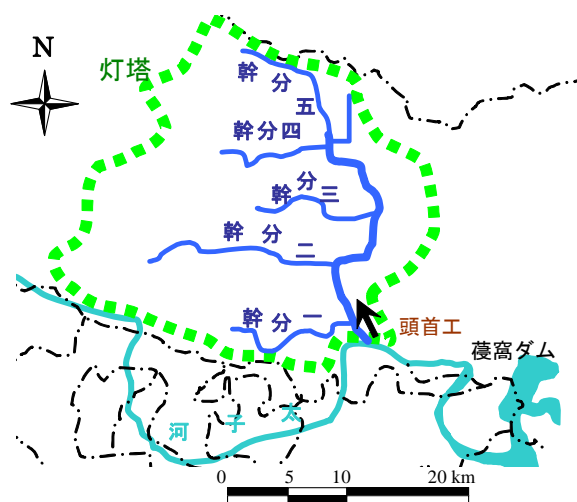 N
灯塔
幹分五
幹分四
幹分三
幹分二
幹分一
頭首工
葠窩ダム
河子太
0 5 10 20 km